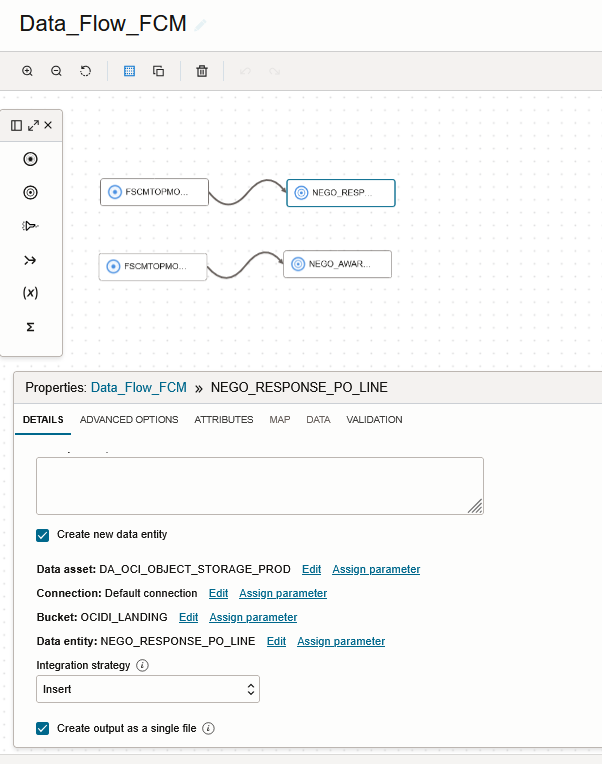 Data_Flow_FCM
FSCMTOPMO...
NEGO_RESP...
FSCMTOPMO...
NEGO_AWAR...
(x)
Σ
Properties: Data_Flow_FCM » NEGO_RESPONSE_PO_LINE
DETAILS ADVANCED OPTIONS ATTRIBUTES MAP DATA VALIDATION
Create new data entity
Data asset: DA_OCI_OBJECT_STORAGE_PROD Edit Assign parameter
Connection: Default connection Edit Assign parameter
Bucket: OCIDI_LANDING Edit Assign parameter
Data entity: NEGO_RESPONSE_PO_LINE Edit Assign parameter
Integration strategy i
Insert
Create output as a single file i